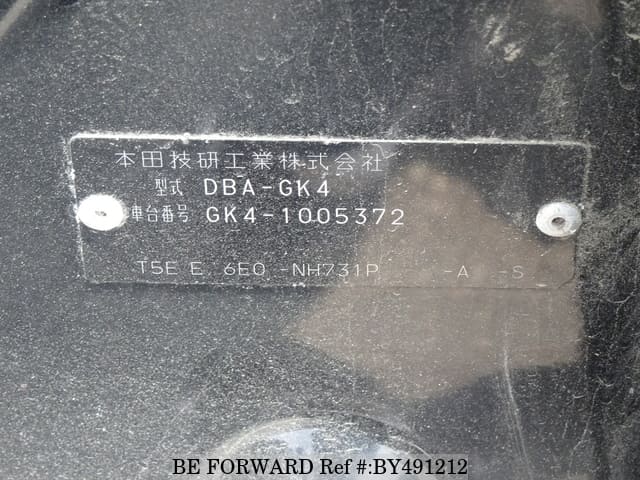 本田技研工業株式会社
型式 DBA-GK4
車台番号 GK4-1005372
T5E E 6E0 -NH731P -A -S
BE FORWARD Ref #:BY491212